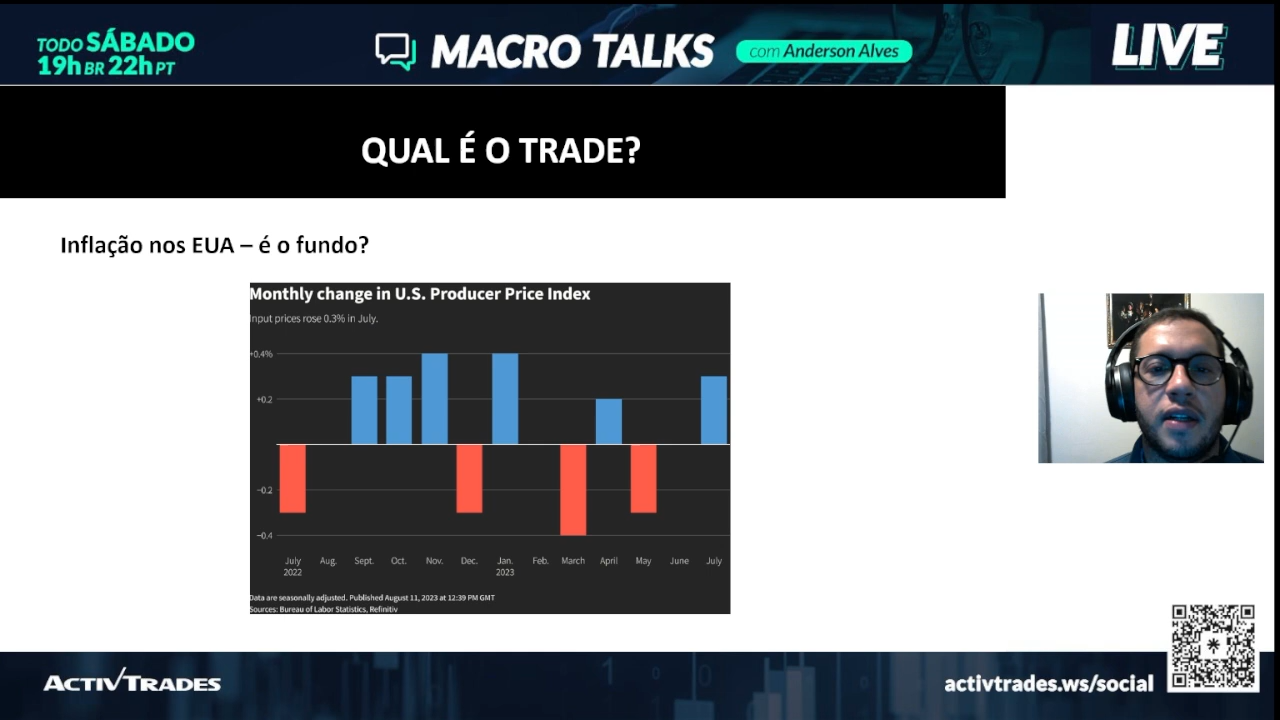 TODO SÁBADO
19h BR 22h PT
MACRO TALKS
com Anderson Alves
LIVE
QUAL É O TRADE?
Inflação nos EUA – é o fundo?
Monthly change in U.S. Producer Price Index
Input prices rose 0.3% in July.
+0.4%
+0.2
−0.2
−0.4
July Aug. Sept. Oct. Nov. Dec. Jan. Feb. March April May June July
2022 2023
Data are seasonally adjusted. Published August 11, 2023 at 12:39 PM GMT
Sources: Bureau of Labor Statistics, Refinitiv
ACTIVTRADES
activtrades.ws/social